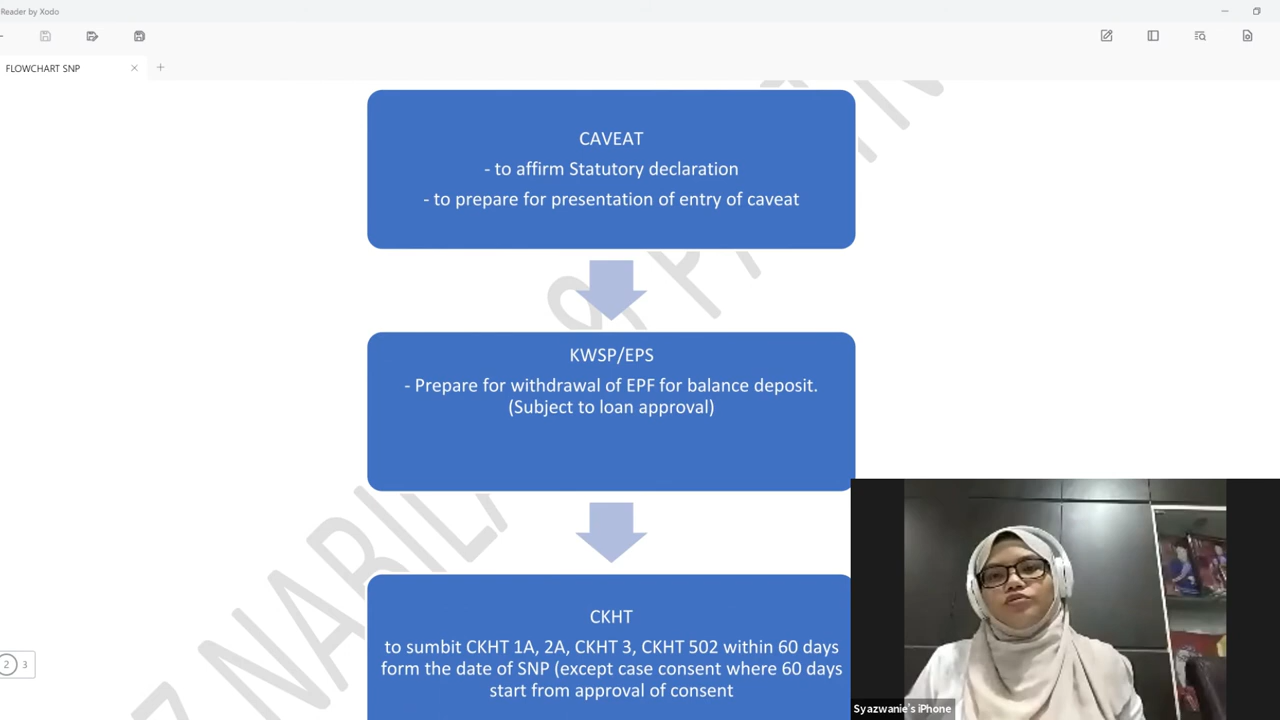 Reader by Xodo
FLOWCHART SNP
CAVEAT
- to affirm Statutory declaration
- to prepare for presentation of entry of caveat
KWSP/EPS
- Prepare for withdrawal of EPF for balance deposit.
(Subject to loan approval)
CKHT
to sumbit CKHT 1A, 2A, CKHT 3, CKHT 502 within 60 days
form the date of SNP (except case consent where 60 days
start from approval of consent
2 3
Syazwanie's iPhone